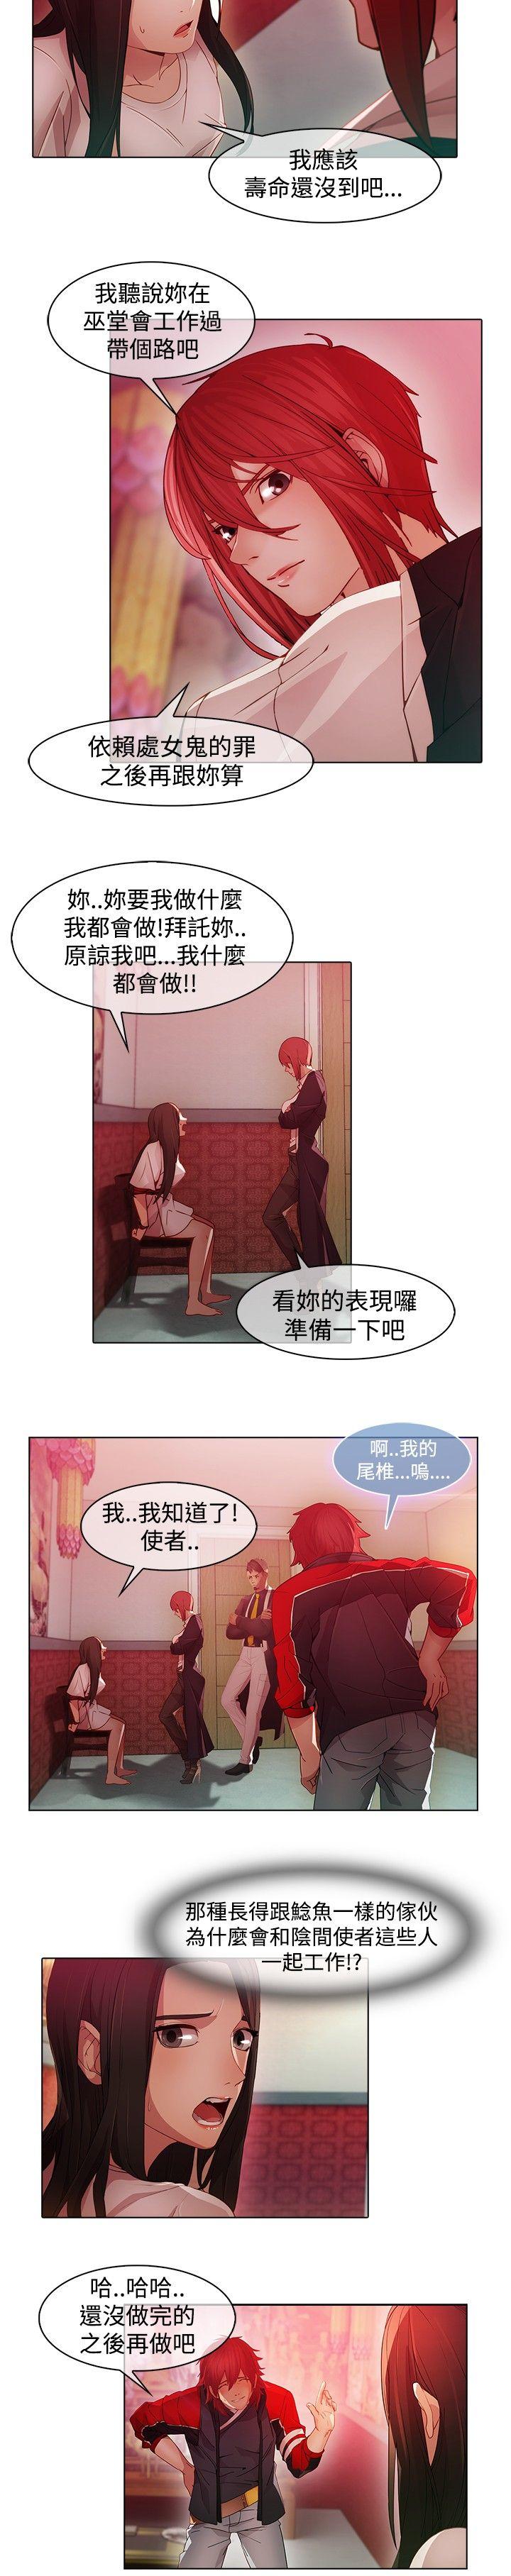 我應該
壽命還沒到吧...
我聽說妳在
巫堂會工作過
帶個路吧
依賴處女鬼的罪
之後再跟妳算
妳..妳要我做什麼
我都會做!拜託妳..
原諒我吧...我什麼
都會做!!
看妳的表現囉
準備一下吧
啊..我的
尾椎...嗚....
我..我知道了!
使者..
那種長得跟鯰魚一樣的傢伙
為什麼會和陰間使者這些人
一起工作!?
哈..哈哈..
還沒做完的
之後再做吧